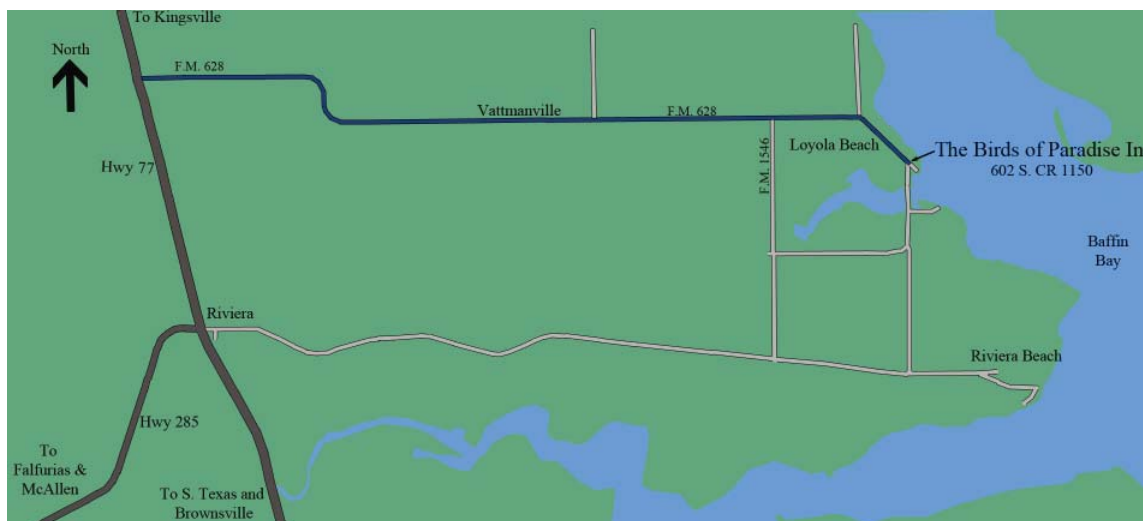 To Kingsville
North
F.M. 628
Vattmanville
F.M. 628
Hwy 77
F.M. 1546
Loyola Beach
The Birds of Paradise In
602 S. CR 1150
Baffin
Bay
Riviera
Riviera Beach
Hwy 285
To
Falfurias &
McAllen
To S. Texas and
Brownsville